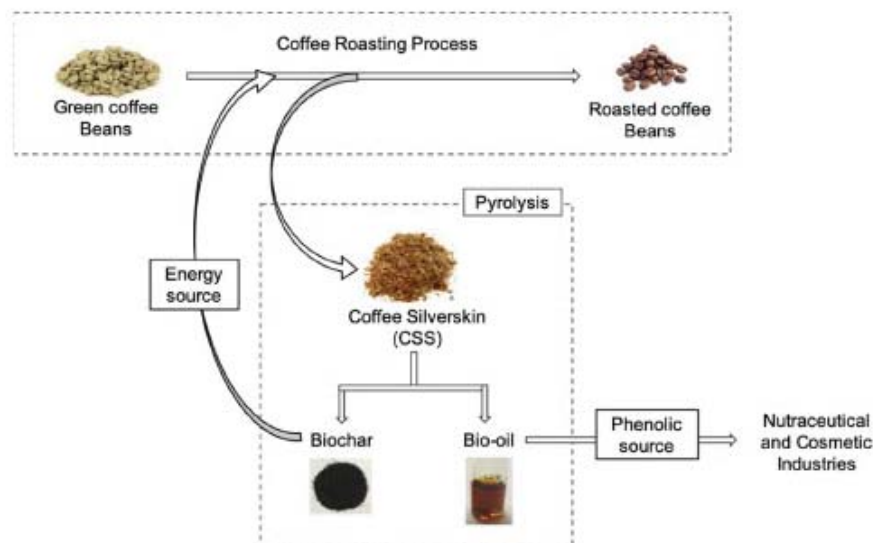 Coffee Roasting Process
Green coffee
Beans
Roasted coffee
Beans
Pyrolysis
Energy
source
Coffee Silverskin
(CSS)
Biochar
Bio-oil
Phenolic
source
Nutraceutical
and Cosmetic
Industries